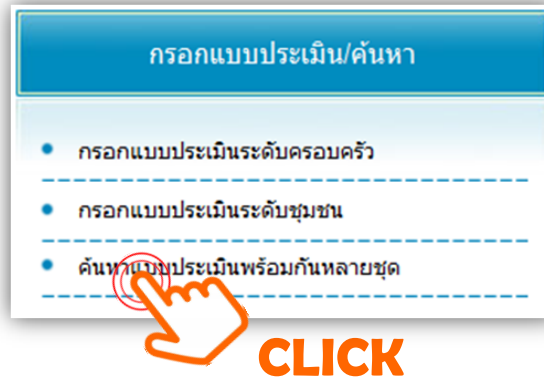 กรอกแบบประเมิน/ค้นหา
กรอกแบบประเมินระดับครอบครัว
กรอกแบบประเมินระดับชุมชน
ค้นหาแบบประเมินพร้อมกันหลายชุด
CLICK